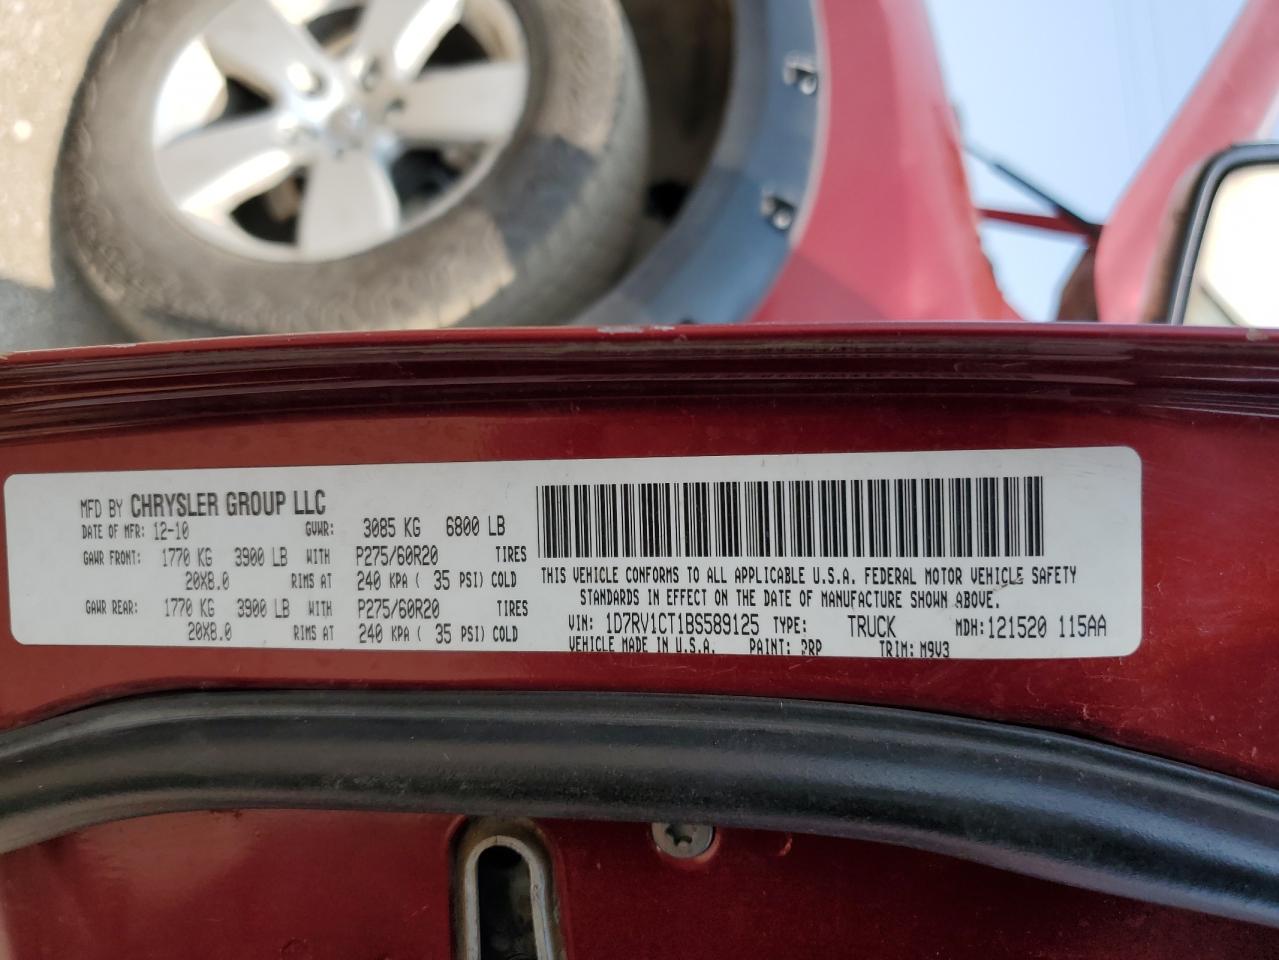 MFD BY CHRYSLER GROUP LLC
DATE OF MFR: 12-10 GVWR: 3085 KG 6800 LB
GAWR FRONT: 1770 KG 3900 LB WITH P275/60R20 TIRES
20X8.0 RIMS AT 240 KPA ( 35 PSI) COLD
GAWR REAR: 1770 KG 3900 LB WITH P275/60R20 TIRES
20X8.0 RIMS AT 240 KPA ( 35 PSI) COLD
THIS VEHICLE CONFORMS TO ALL APPLICABLE U.S.A. FEDERAL MOTOR VEHICLE SAFETY
STANDARDS IN EFFECT ON THE DATE OF MANUFACTURE SHOWN ABOVE.
VIN: 1D7RV1CT1BS589125 TYPE: TRUCK MDH: 121520 115AA
VEHICLE MADE IN U.S.A. PAINT: TRIM: M9V3